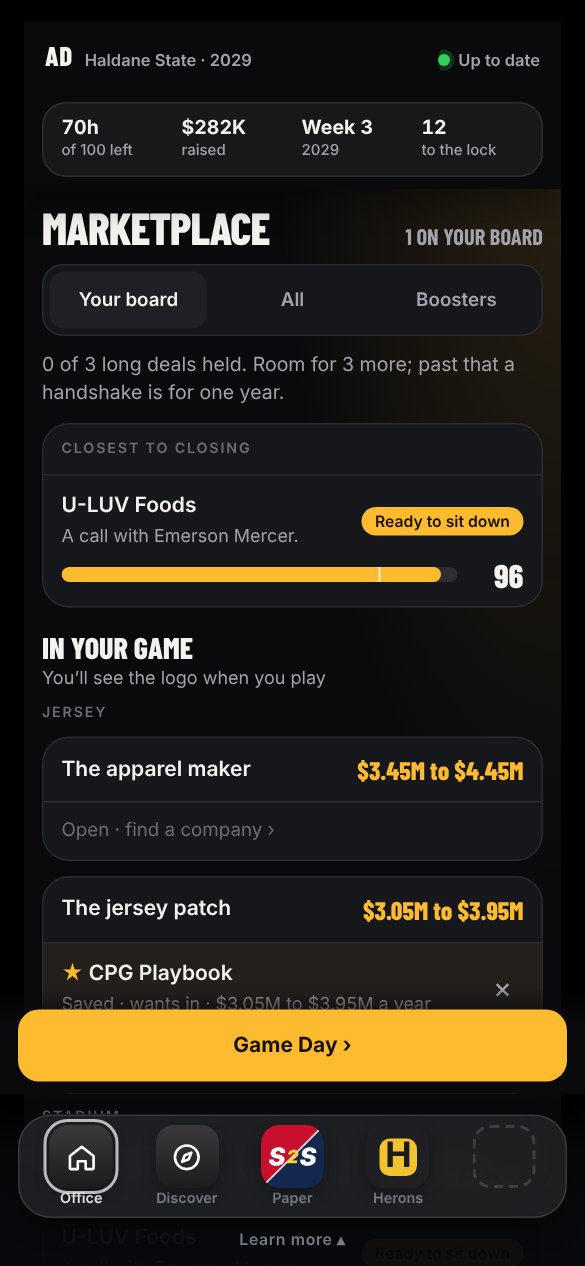 AD Haldane State · 2029
Up to date
70h
of 100 left
$282K
raised
Week 3
2029
12
to the lock
MARKETPLACE
1 ON YOUR BOARD
Your board
All
Boosters
0 of 3 long deals held. Room for 3 more; past that a
handshake is for one year.
CLOSEST TO CLOSING
U-LUV Foods
A call with Emerson Mercer.
Ready to sit down
96
IN YOUR GAME
You’ll see the logo when you play
JERSEY
The apparel maker
$3.45M to $4.45M
Open · find a company ›
The jersey patch
$3.05M to $3.95M
★ CPG Playbook
✕
Saved · wants in · $3.05M to $3.95M a year
Game Day ›
STADIUM
S2S
H
Office
Discover
Paper
Herons
U-LUV Foods
Learn more ▴
Ready to sit down